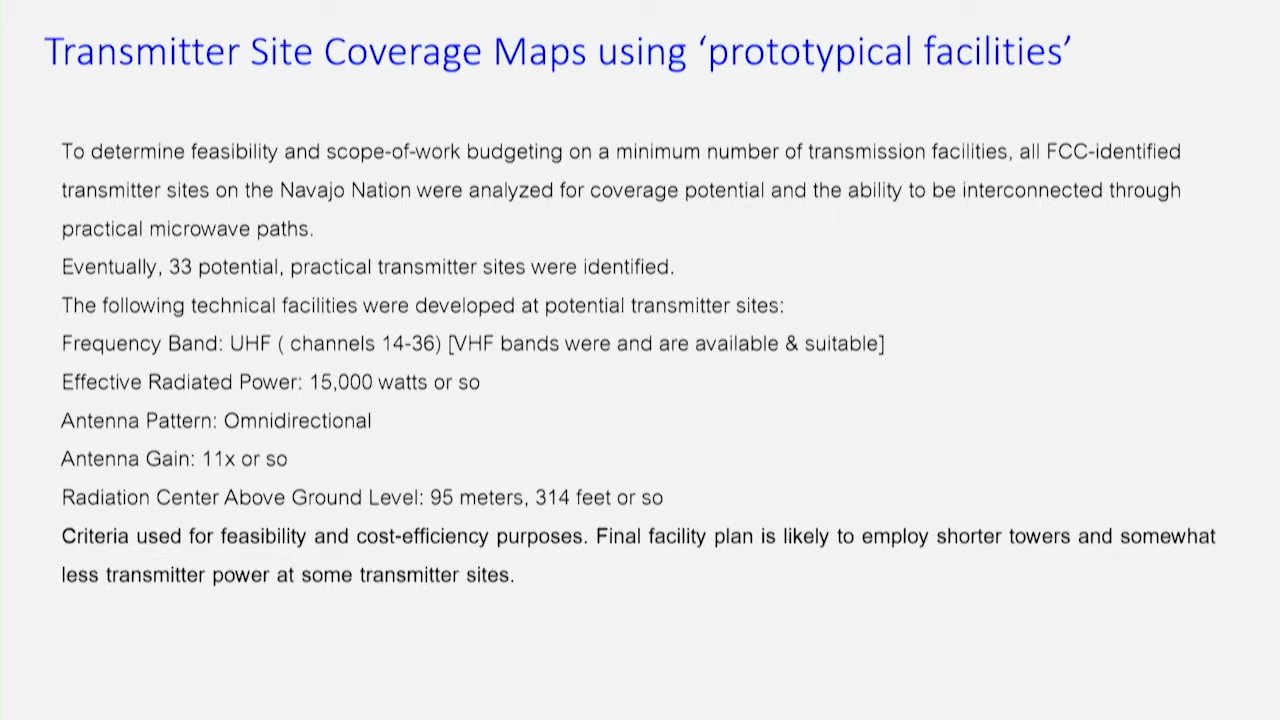 Transmitter Site Coverage Maps using ‘prototypical facilities’
To determine feasibility and scope-of-work budgeting on a minimum number of transmission facilities, all FCC-identified
transmitter sites on the Navajo Nation were analyzed for coverage potential and the ability to be interconnected through
practical microwave paths.
Eventually, 33 potential, practical transmitter sites were identified.
The following technical facilities were developed at potential transmitter sites:
Frequency Band: UHF ( channels 14-36) [VHF bands were and are available & suitable]
Effective Radiated Power: 15,000 watts or so
Antenna Pattern: Omnidirectional
Antenna Gain: 11x or so
Radiation Center Above Ground Level: 95 meters, 314 feet or so
Criteria used for feasibility and cost-efficiency purposes. Final facility plan is likely to employ shorter towers and somewhat
less transmitter power at some transmitter sites.